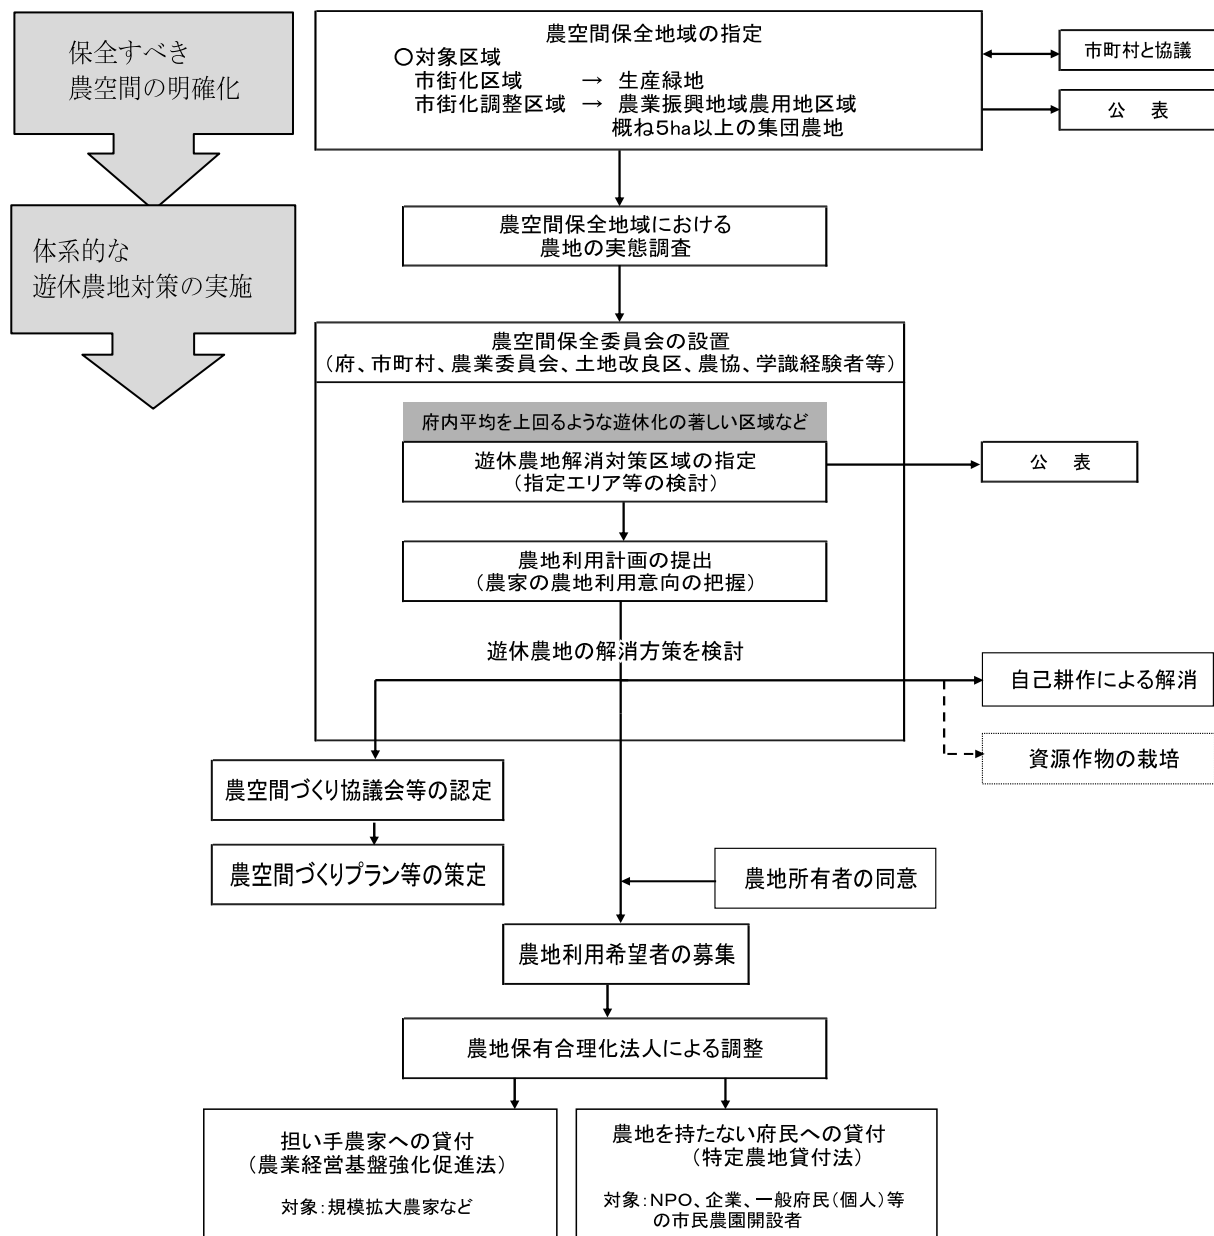 保全すべき
農空間の明確化
体系的な
遊休農地対策の実施
農空間保全地域の指定
〇対象区域
市街化区域 → 生産緑地
市街化調整区域 → 農業振興地域農用地区域
概ね5ha以上の集団農地
市町村と協議
公 表
農空間保全地域における
農地の実態調査
農空間保全委員会の設置
(府、市町村、農業委員会、土地改良区、農協、学識経験者等)
府内平均を上回るような遊休化の著しい区域など
遊休農地解消対策区域の指定
(指定エリア等の検討)
公 表
農地利用計画の提出
(農家の農地利用意向の把握)
遊休農地の解消方策を検討
自己耕作による解消
資源作物の栽培
農空間づくり協議会等の認定
農空間づくりプラン等の策定
農地所有者の同意
農地利用希望者の募集
農地保有合理化法人による調整
担い手農家への貸付
(農業経営基盤強化促進法)
対象:規模拡大農家など
農地を持たない府民への貸付
(特定農地貸付法)
対象:NPO、企業、一般府民(個人)等
の市民農園開設者